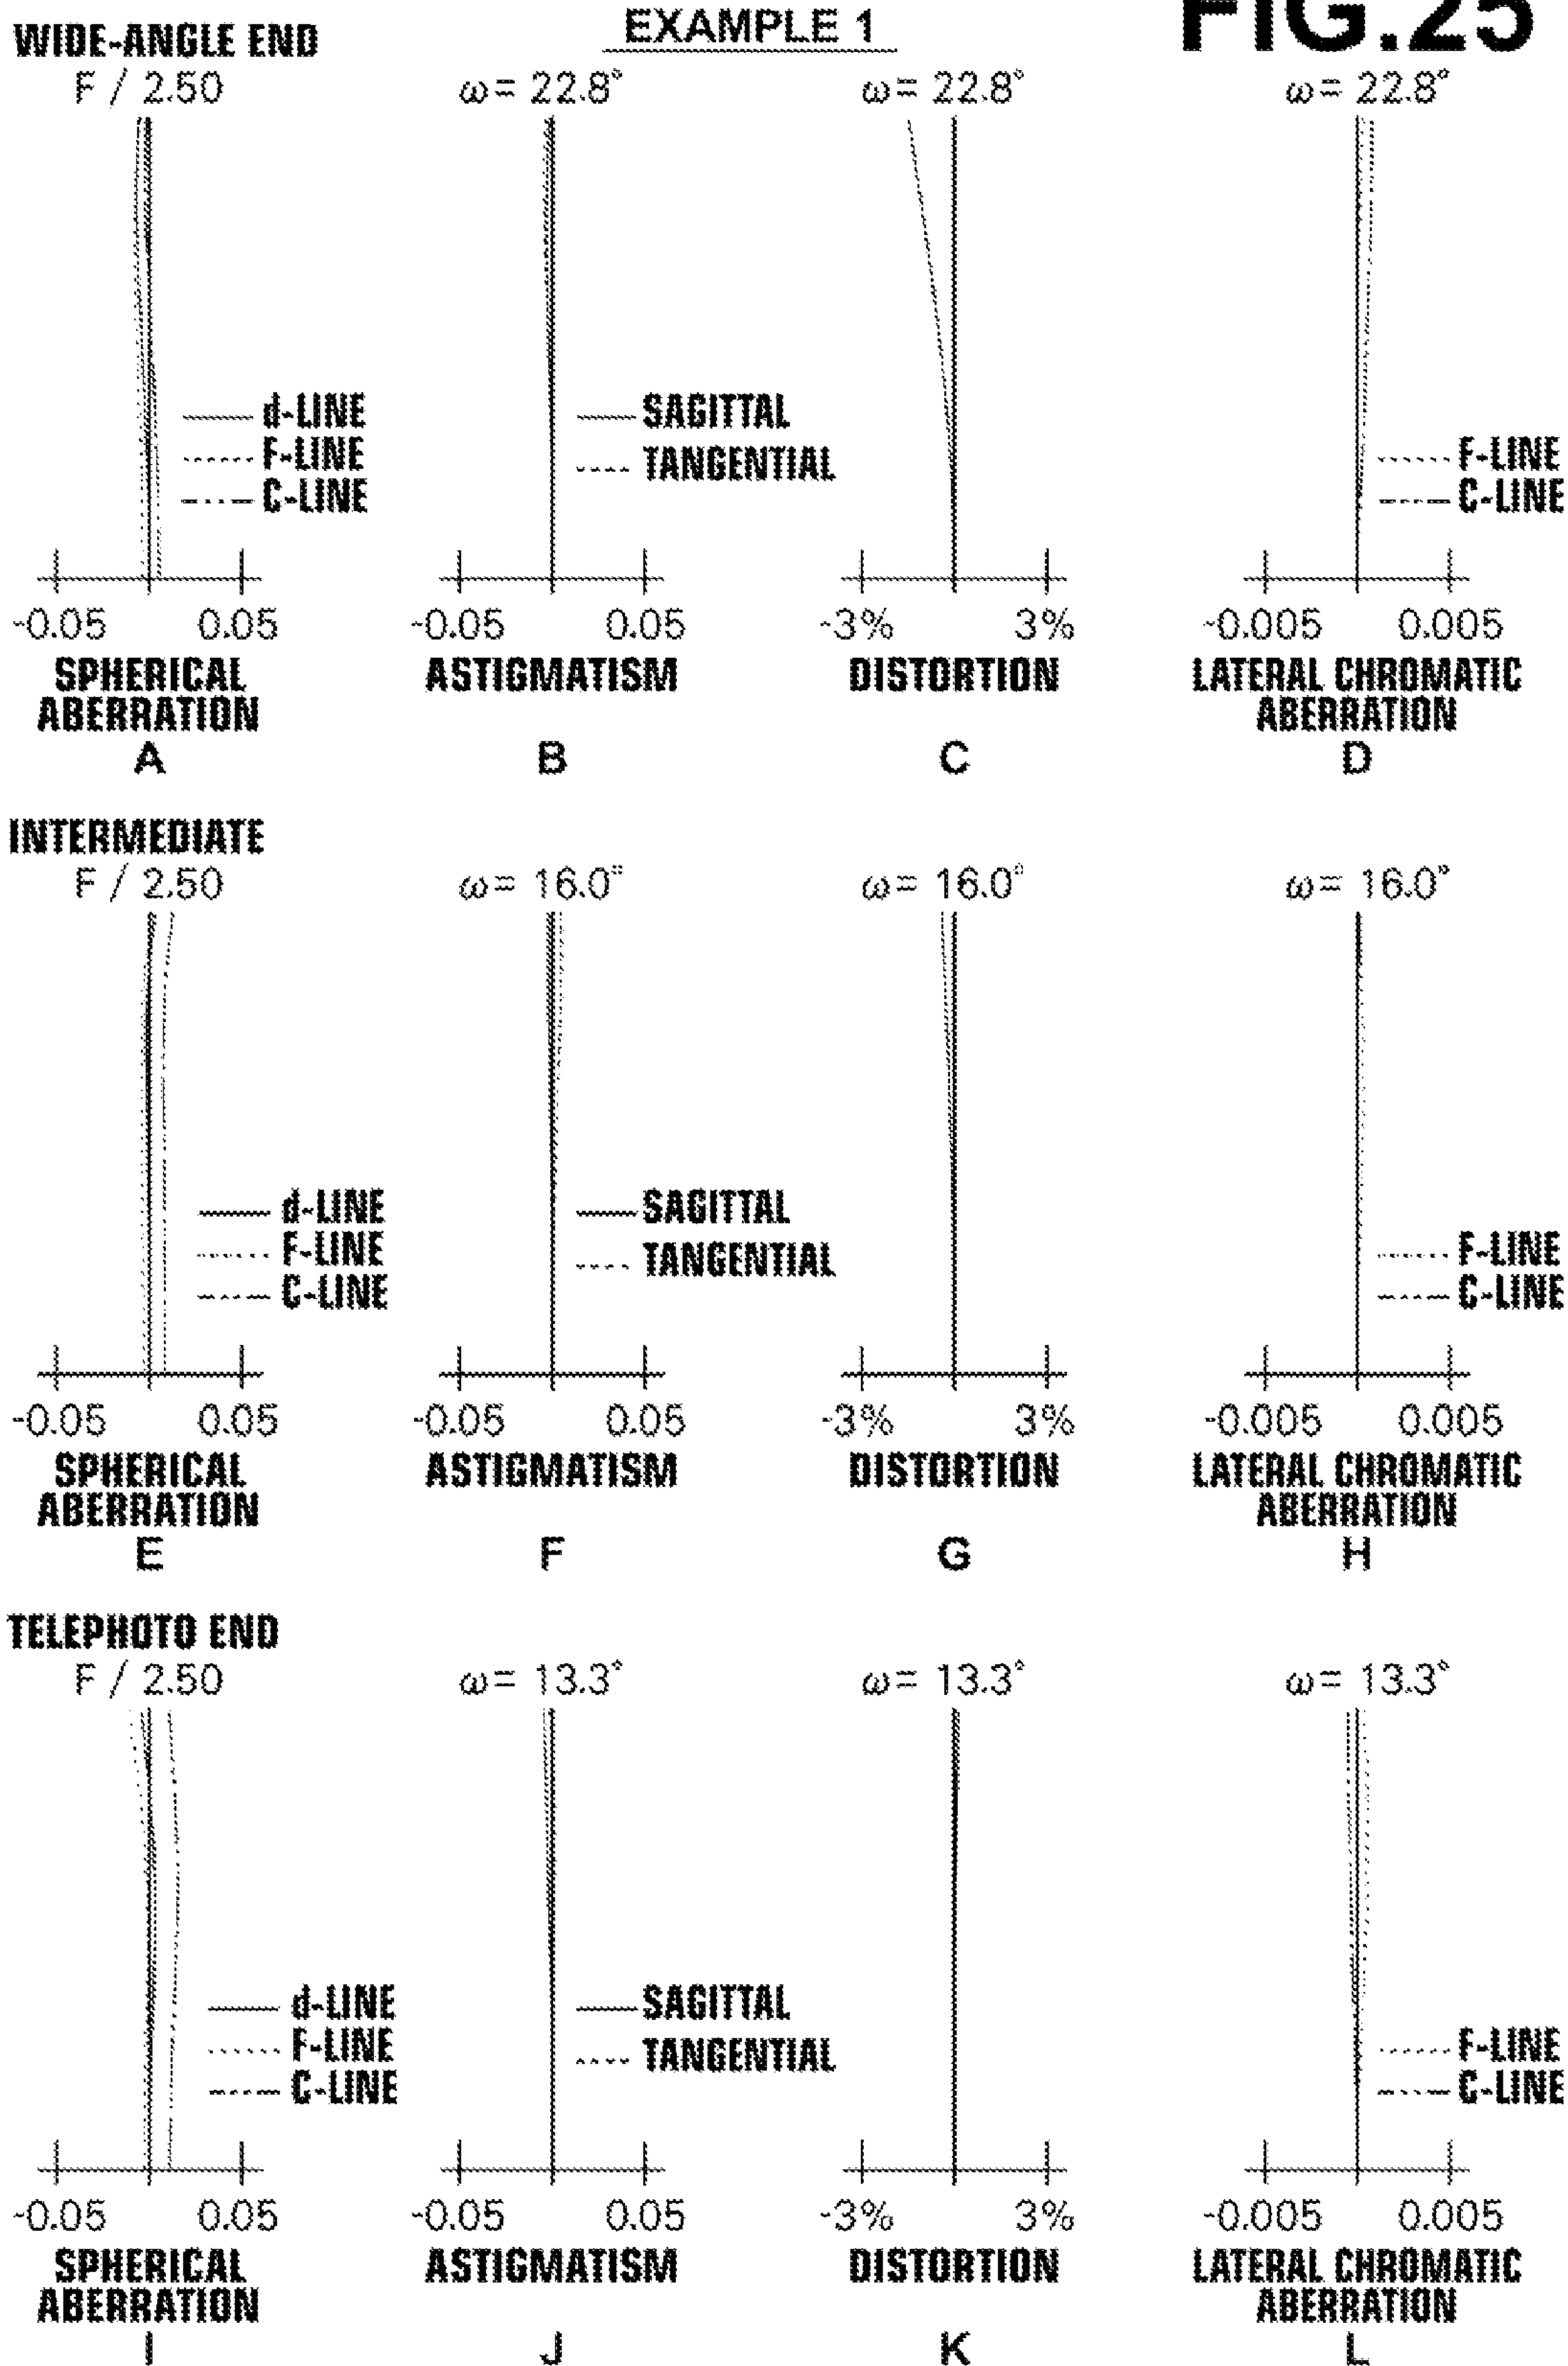 EXAMPLE 1
FIG.25
WIDE-ANGLE END
F / 2.50
ω= 22.8°
ω= 22.8°
ω= 22.8°
d-LINE
F-LINE
C-LINE
SAGITTAL
TANGENTIAL
F-LINE
C-LINE
-0.05 0.05
-0.05 0.05
-3% 3%
-0.005 0.005
SPHERICAL
ABERRATION
ASTIGMATISM
DISTORTION
LATERAL CHROMATIC
ABERRATION
A
B
C
D
INTERMEDIATE
F / 2.50
ω= 16.0°
ω= 16.0°
ω= 16.0°
d-LINE
F-LINE
C-LINE
SAGITTAL
TANGENTIAL
F-LINE
C-LINE
-0.05 0.05
-0.05 0.05
-3% 3%
-0.005 0.005
SPHERICAL
ABERRATION
ASTIGMATISM
DISTORTION
LATERAL CHROMATIC
ABERRATION
E
F
G
H
TELEPHOTO END
F / 2.50
ω= 13.3°
ω= 13.3°
ω= 13.3°
d-LINE
F-LINE
C-LINE
SAGITTAL
TANGENTIAL
F-LINE
C-LINE
-0.05 0.05
-0.05 0.05
-3% 3%
-0.005 0.005
SPHERICAL
ABERRATION
ASTIGMATISM
DISTORTION
LATERAL CHROMATIC
ABERRATION
I
J
K
L